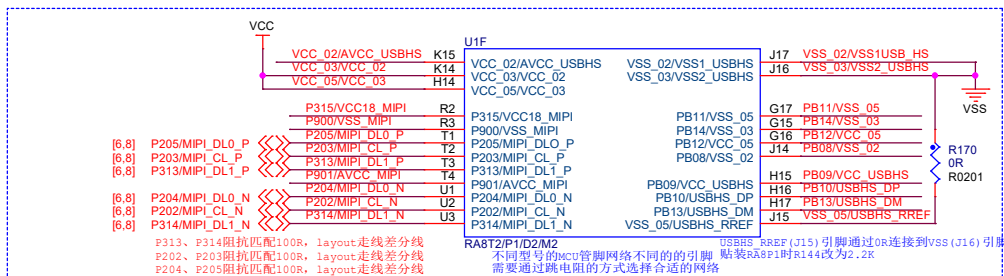 VCC
U1F
VCC_02/AVCC_USBHS K15 VCC_02/AVCC_USBHS VSS_02/VSS1_USBHS J17 VSS_02/VSS1USB_HS
VCC_03/VCC_02 K14 VCC_03/VCC_02 VSS_03/VSS2_USBHS J16 VSS_03/VSS2_USBHS
VCC_05/VCC_03 H14 VCC_05/VCC_03
VSS
P315/VCC18_MIPI R2 P315/VCC18_MIPI PB11/VSS_05 G17 PB11/VSS_05
P900/VSS_MIPI R3 P900/VSS_MIPI PB14/VSS_03 G15 PB14/VSS_03
[6,8] P205/MIPI_DL0_P P205/MIPI_DL0_P T1 P205/MIPI_DLO_P PB12/VCC_05 G16 PB12/VCC_05
[6,8] P203/MIPI_CL_P P203/MIPI_CL_P T2 P203/MIPI_CL_P PB08/VSS_02 J14 PB08/VSS_02
R170
0R
R0201
[6,8] P313/MIPI_DL1_P P313/MIPI_DL1_P T3 P313/MIPI_DL1_P
P901/AVCC_MIPI T4 P901/AVCC_MIPI PB09/VCC_USBHS H15 PB09/VCC_USBHS
[6,8] P204/MIPI_DL0_N P204/MIPI_DL0_N U1 P204/MIPI_DL0_N PB10/USBHS_DP H16 PB10/USBHS_DP
[6,8] P202/MIPI_CL_N P202/MIPI_CL_N U2 P202/MIPI_CL_N PB13/USBHS_DM H17 PB13/USBHS_DM
[6,8] P314/MIPI_DL1_N P314/MIPI_DL1_N U3 P314/MIPI_DL1_N VSS_05/USBHS_RREF J15 VSS_05/USBHS_RREF
RA8T2/P1/D2/M2
P313、P314阻抗匹配100R，layout走线差分线
P202、P203阻抗匹配100R，layout走线差分线
P204、P205阻抗匹配100R，layout走线差分线
不同型号的MCU管脚网络不同的的引脚
需要通过跳电阻的方式选择合适的网络
USBHS_RREF(J15)引脚通过0R连接到VSS(J16)引脚
贴装RA8P1时R144改为2.2K